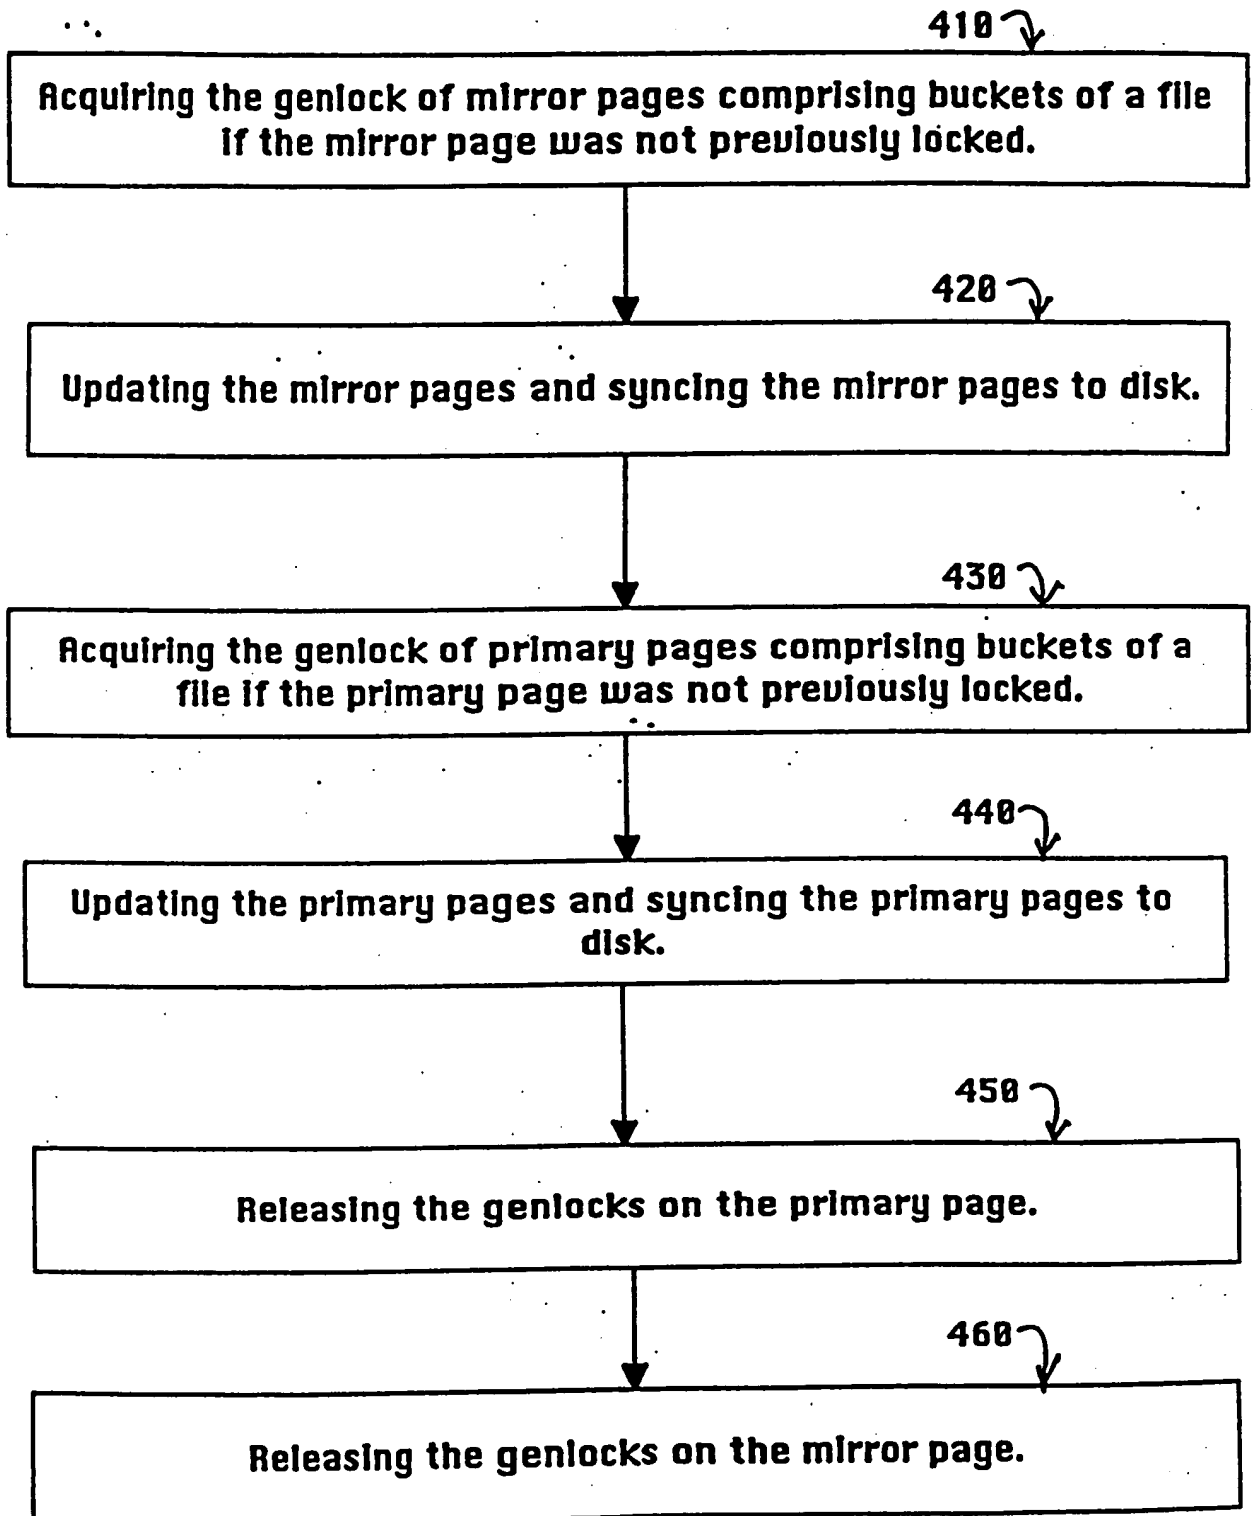 410
Acquiring the genlock of mirror pages comprising buckets of a file
if the mirror page was not previously locked.
420
Updating the mirror pages and syncing the mirror pages to disk.
430
Acquiring the genlock of primary pages comprising buckets of a
file if the primary page was not previously locked.
440
Updating the primary pages and syncing the primary pages to
disk.
450
Releasing the genlocks on the primary page.
460
Releasing the genlocks on the mirror page.